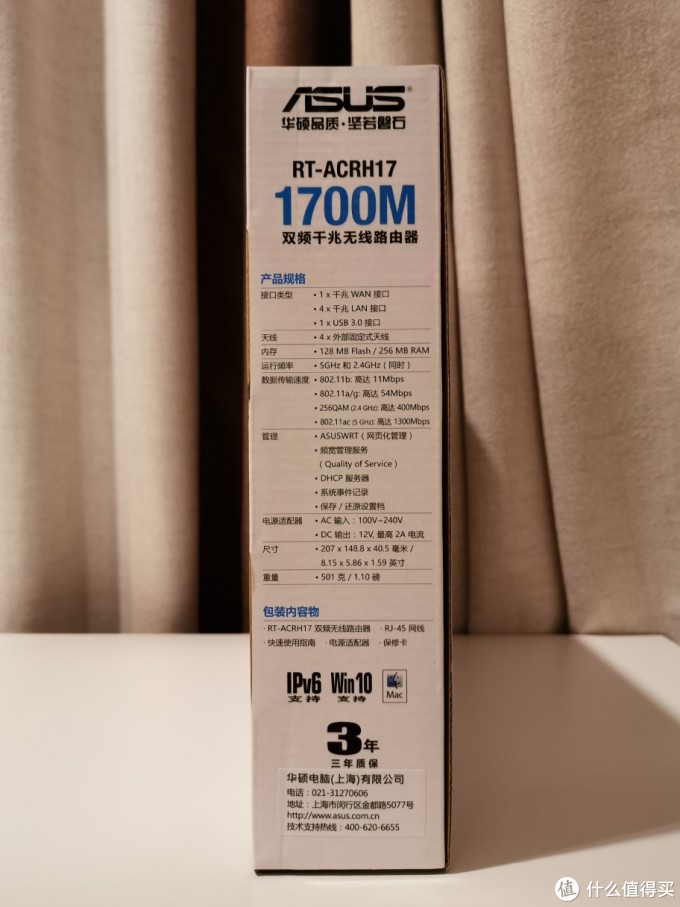 ASUS®
华硕品质·坚若磐石
RT-ACRH17
1700M
双频千兆无线路由器
产品规格
接口类型 • 1 x 千兆 WAN 接口
• 4 x 千兆 LAN 接口
• 1 x USB 3.0 接口
天线 • 4 x 外部固定式天线
内存 • 128 MB Flash / 256 MB RAM
运行频率 • 5GHz 和 2.4GHz（同时）
数据传输速度 • 802.11b: 高达 11Mbps
• 802.11a/g: 高达 54Mbps
• 256QAM (2.4 GHz): 高达 400Mbps
• 802.11ac (5 GHz): 高达 1300Mbps
管理 • ASUSWRT（网页化管理）
• 频宽管理服务
（Quality of Service）
• DHCP 服务器
• 系统事件记录
• 保存 / 还原设置档
电源适配器 • AC 输入：100V~240V
• DC 输出：12V, 最高 2A 电流
尺寸 • 207 x 148.8 x 40.5 毫米 /
8.15 x 5.86 x 1.59 英寸
重量 • 501 克 / 1.10 磅
包装内容物
· RT-ACRH17 双频无线路由器 · RJ-45 网线
· 快速使用指南 · 电源适配器 · 保修卡
IPv6 Win10
支持 支持 Mac
3年
三年质保
华硕电脑(上海)有限公司
电话：021-31270606
地址：上海市闵行区金都路5077号
http://www.asus.com.cn
技术支持热线：400-620-6655
值 什么值得买